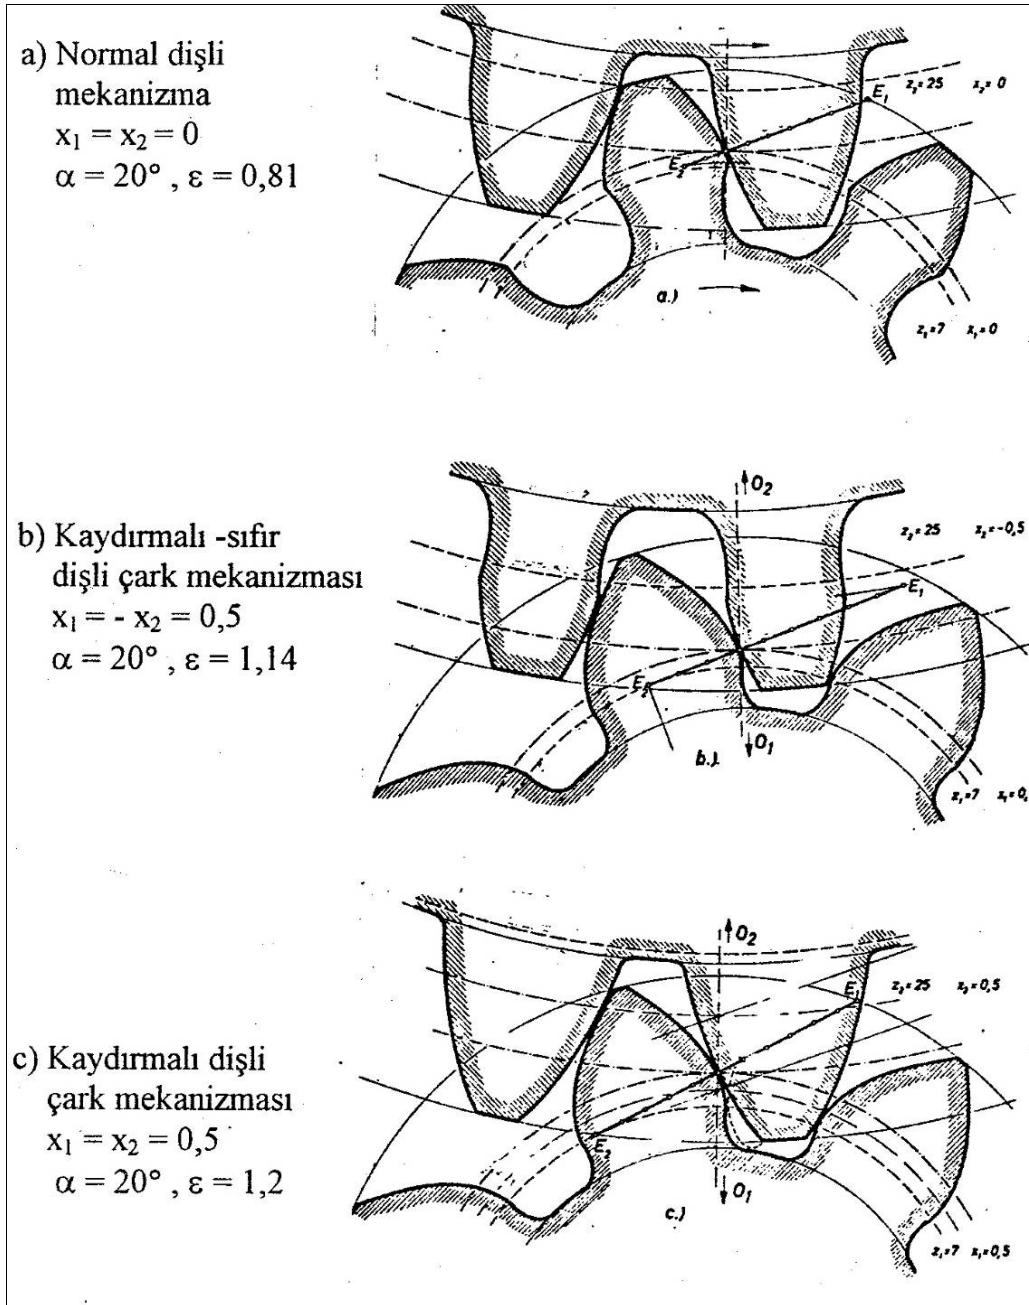 a) Normal dişli
mekanizma
x₁ = x₂ = 0
α = 20° , ε = 0,81
E₁
z₂=25 x₂=0
E₂
a.)
z₁=7 x₁=0
b) Kaydırmalı -sıfır
dişli çark mekanizması
x₁ = - x₂ = 0,5
α = 20° , ε = 1,14
O₂
z₂=25 x₂=-0,5
E₁
E₂
O₁
b.)
z₁=7 x₁=0,
c) Kaydırmalı dişli
çark mekanizması
x₁ = x₂ = 0,5
α = 20° , ε = 1,2
O₂
E₁
z₂=25 x₂=0,5
E₂
O₁
c.)
z₁=7 x₁=0,5